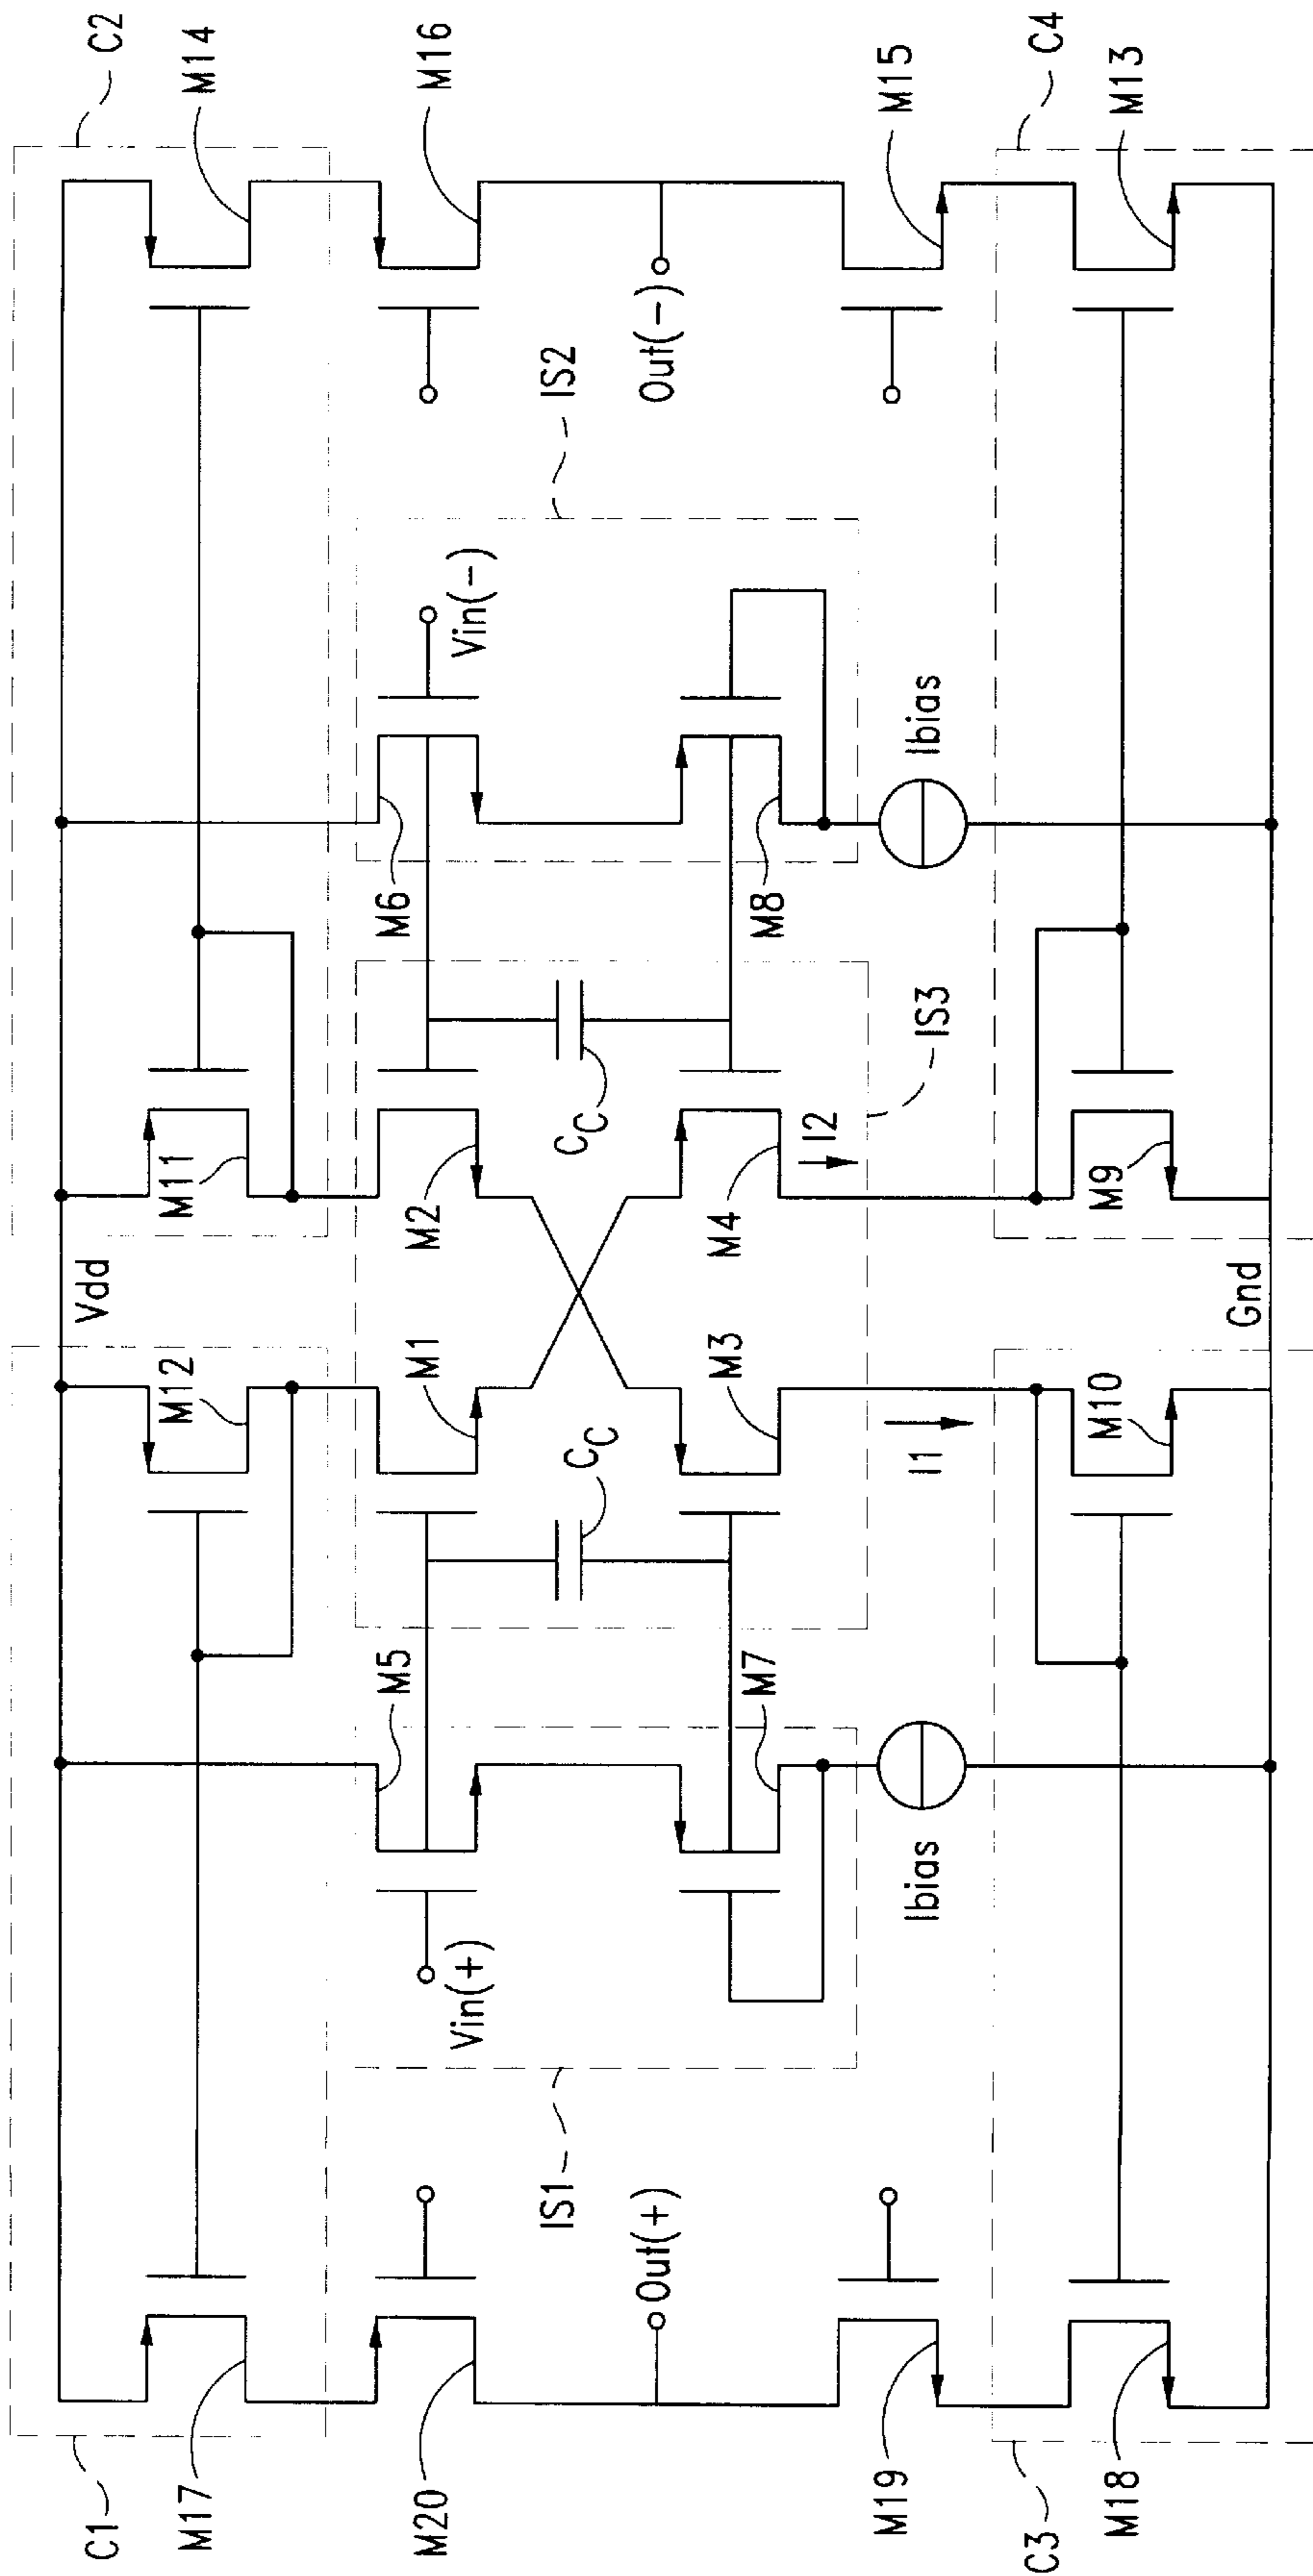 C1
M17
M20
Out(+)
M19
M18
C3
IS1
Vin(+)
M5
M7
Ibias
M12
M1
CC
M3
I1
M10
Vdd
Gnd
M11
M2
CC
M4
I2
M9
IS3
M6
M8
Vin(-)
Ibias
IS2
Out(-)
C2
M14
M16
M15
M13
C4